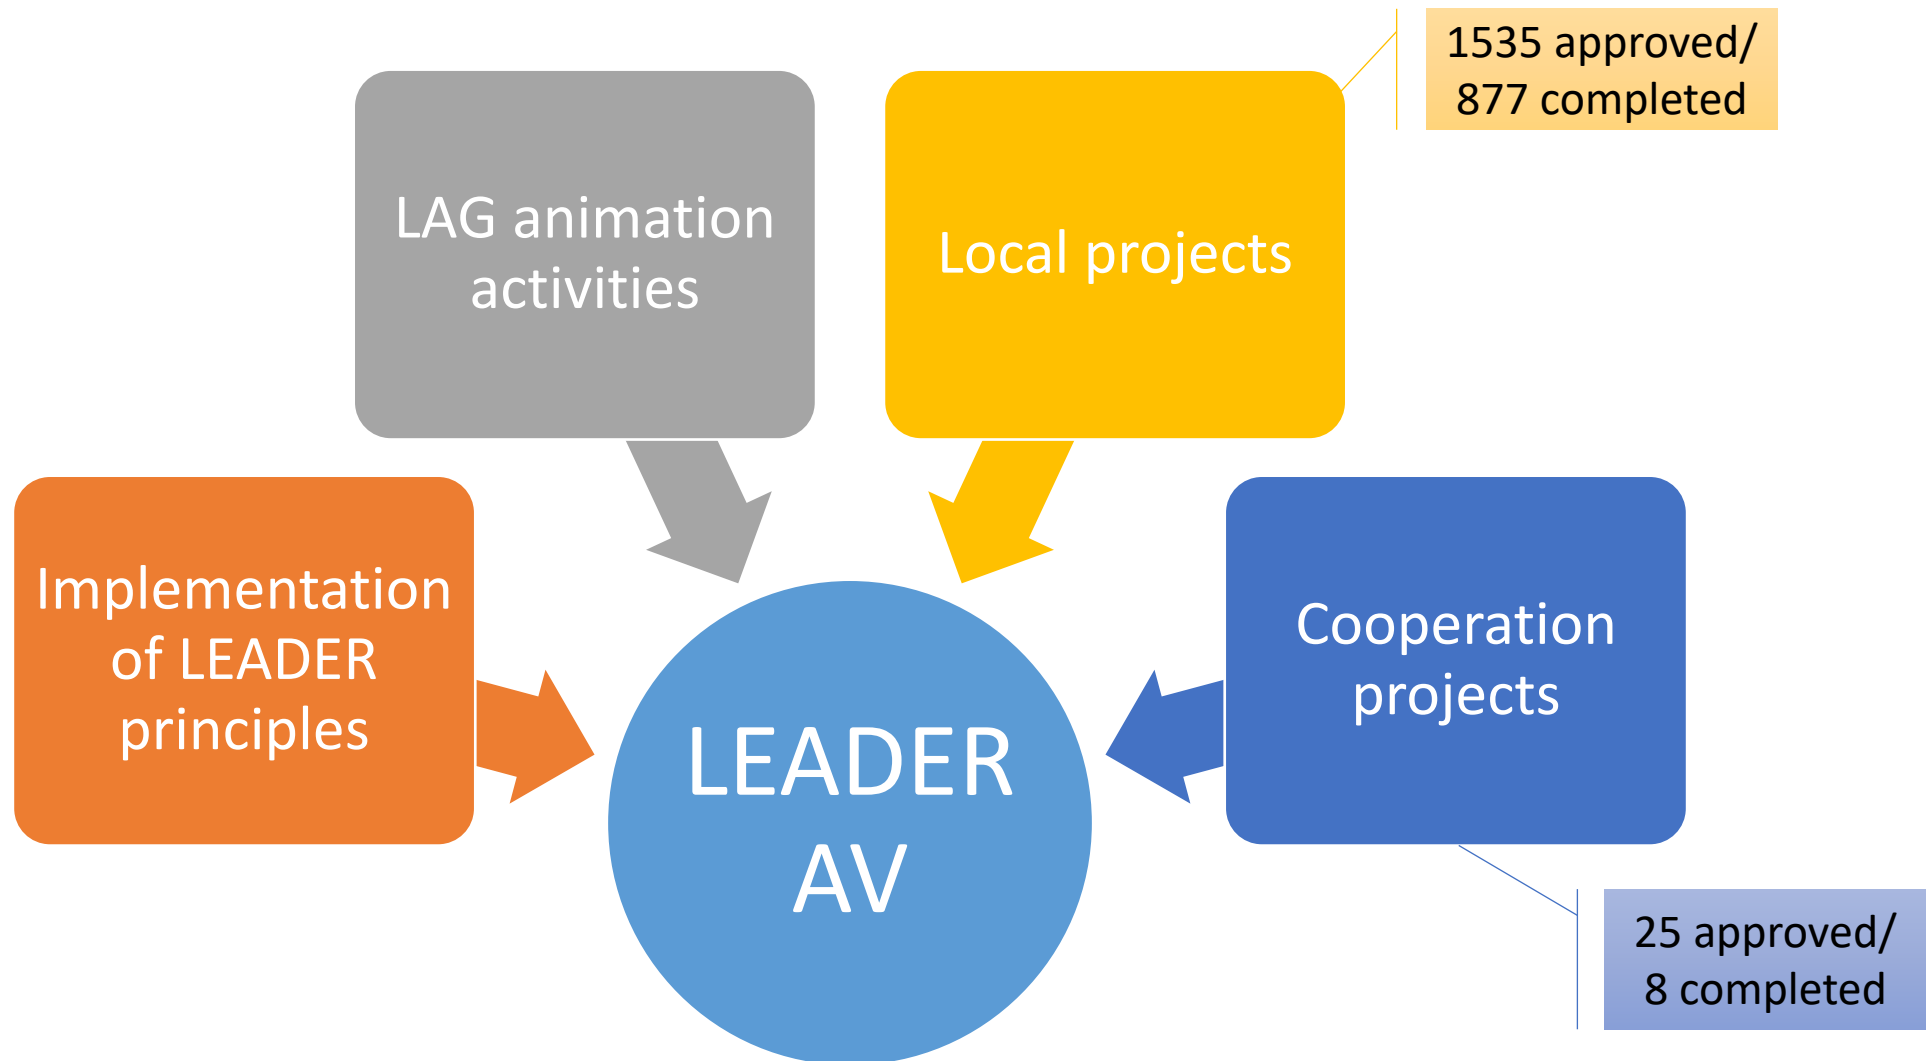 1535 approved/
877 completed
LAG animation
activities
Local projects
Implementation
of LEADER
principles
Cooperation
projects
LEADER
AV
25 approved/
8 completed